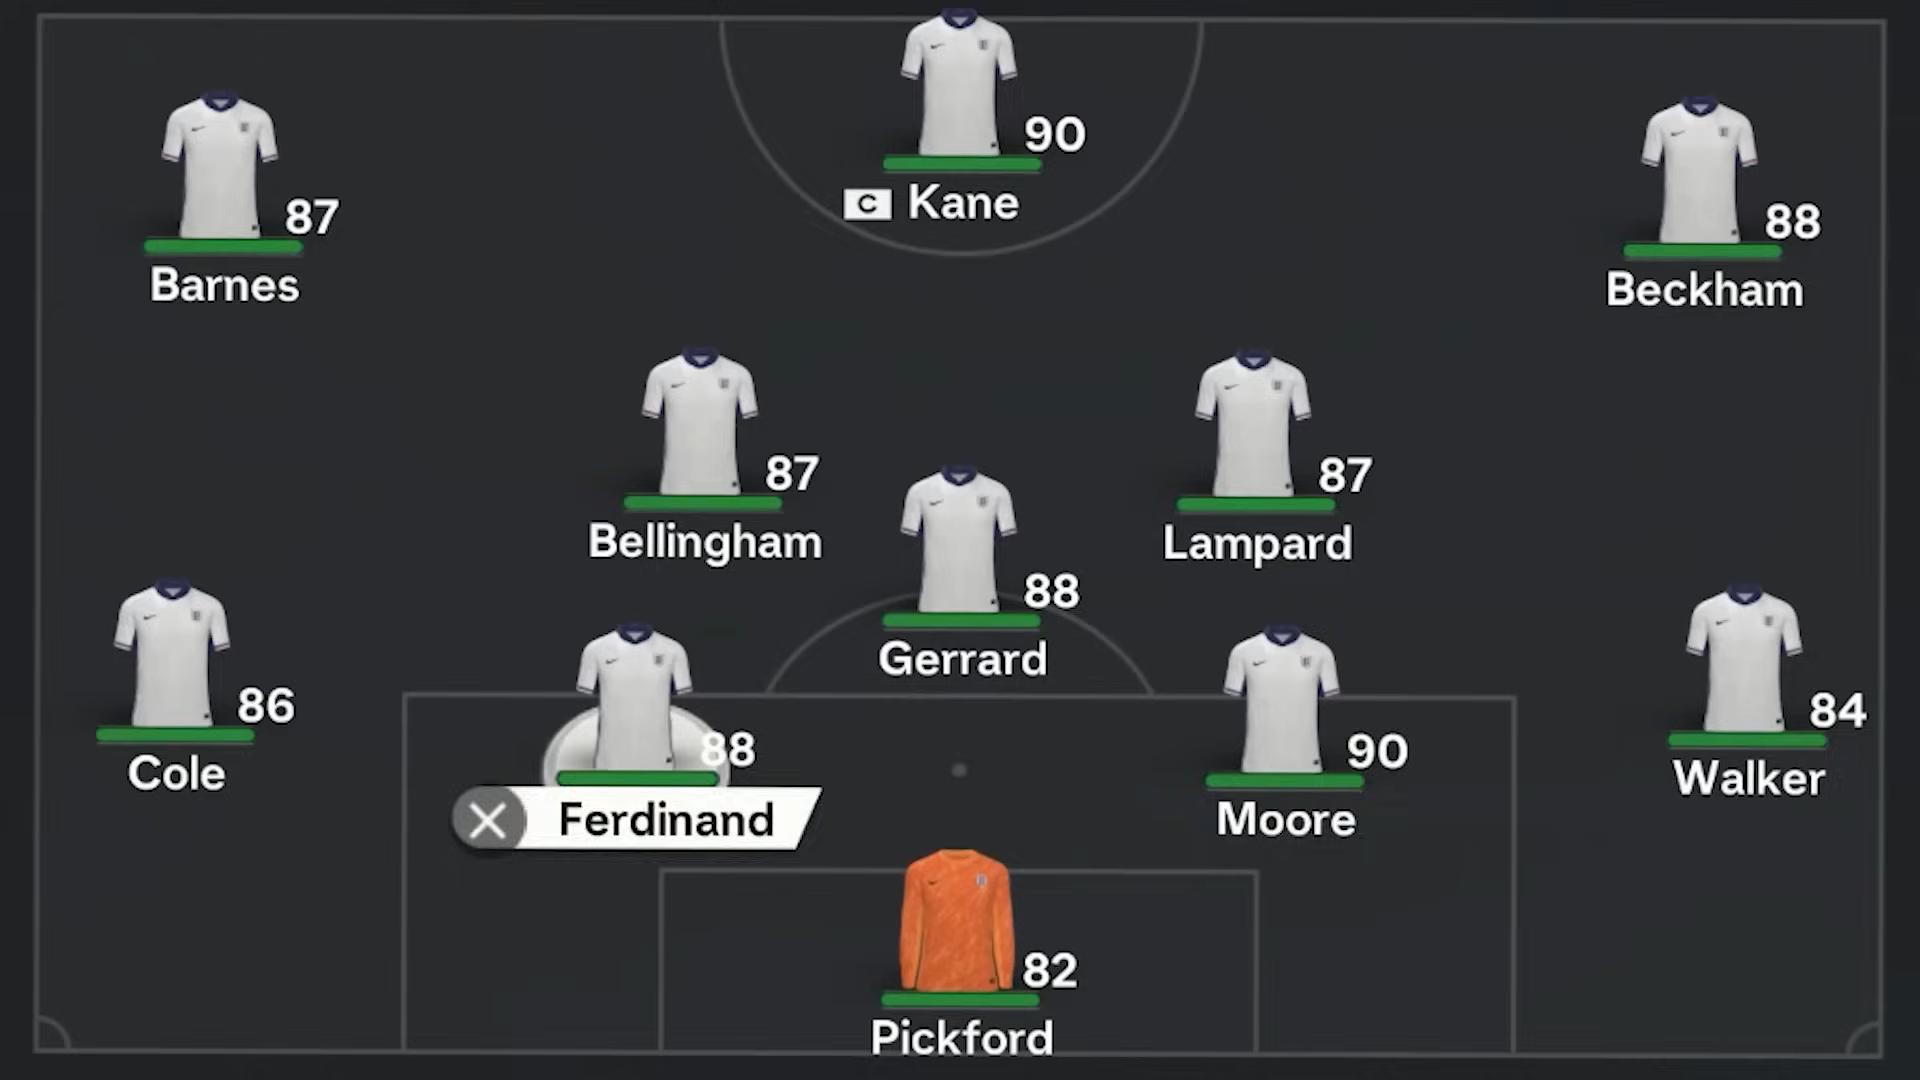 90
C Kane
87
Barnes
88
Beckham
87
Bellingham
87
Lampard
88
Gerrard
86
Cole
88
Ferdinand
90
Moore
84
Walker
82
Pickford